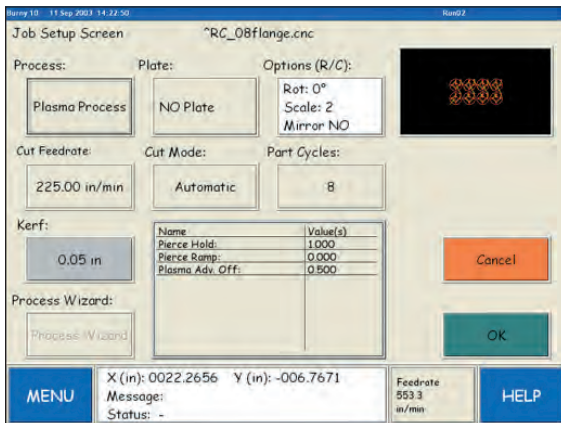 Burny 10 11 Sep 2003 14:22:50 Run02
Job Setup Screen ^RC_08flange.cnc
Process: Plate: Options (R/C):
Plasma Process NO Plate Rot: 0°
Scale: 2
Mirror NO
Cut Feedrate: Cut Mode: Part Cycles:
225.00 in/min Automatic 8
Kerf:
0.05 in
Name Value(s)
Pierce Hold: 1.000
Pierce Ramp: 0.000
Plasma Adv. Off: 0.500
Cancel
Process Wizard:
Process Wizard
OK
MENU
X (in): 0022.2656 Y (in): -006.7671
Message:
Status: -
Feedrate
553.3
in/min
HELP